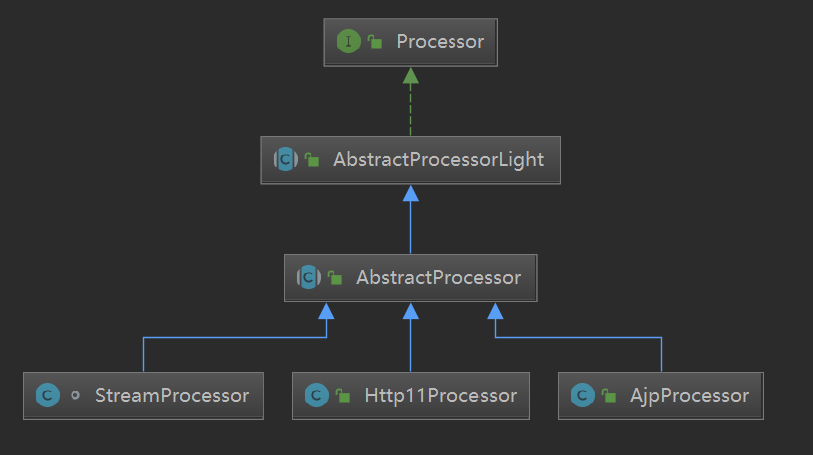 Processor
AbstractProcessorLight
AbstractProcessor
StreamProcessor
Http11Processor
AjpProcessor